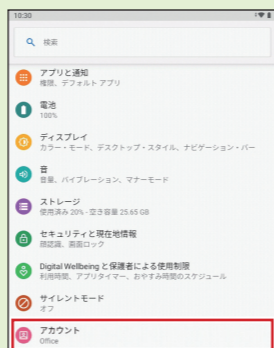 10:30
検索
アプリと通知
権限、デフォルト アプリ
電池
100%
ディスプレイ
カラー・モード、デスクトップ・スタイル、ナビゲーション・バー
音
音量、バイブレーション、マナーモード
ストレージ
使用済み 20% - 空き容量 25.65 GB
セキュリティと現在地情報
顔認識、画面ロック
Digital Wellbeing と保護者による使用制限
利用時間、アプリタイマー、おやすみ時間のスケジュール
サイレントモード
オフ
アカウント
Office